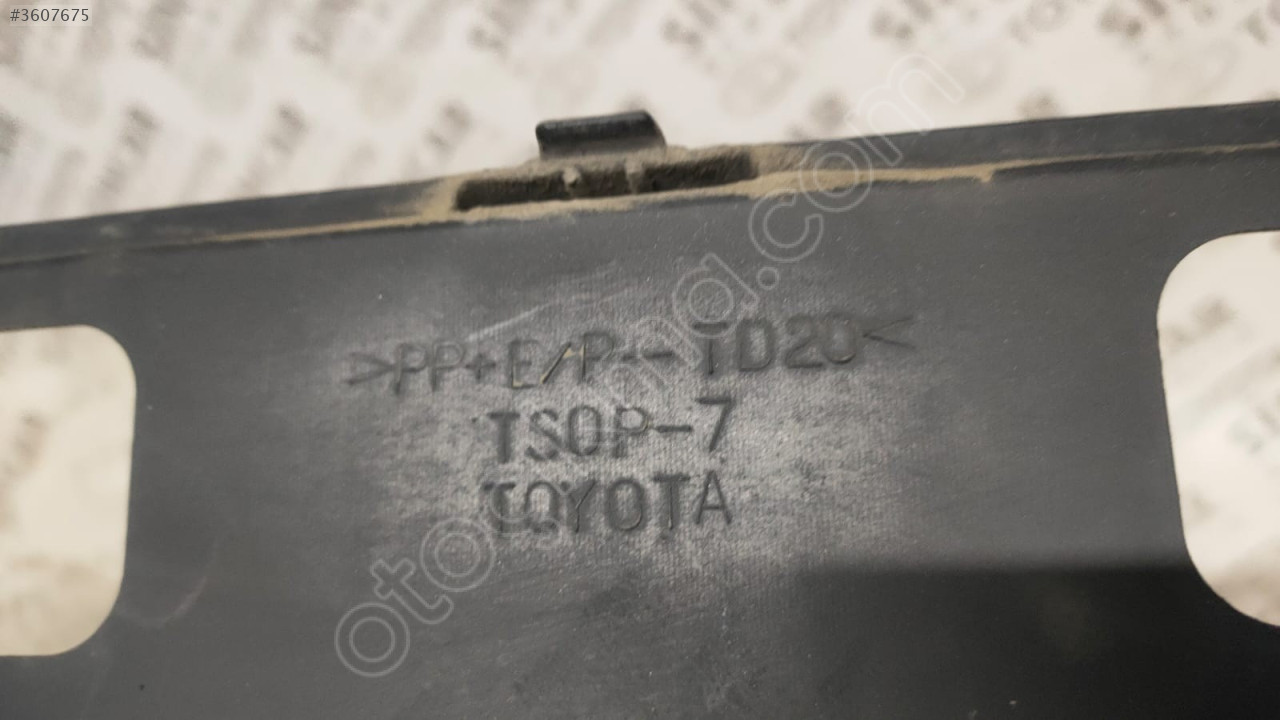 #3607675
>PP+E/P--TD20<
TSOP-7
TOYOTA